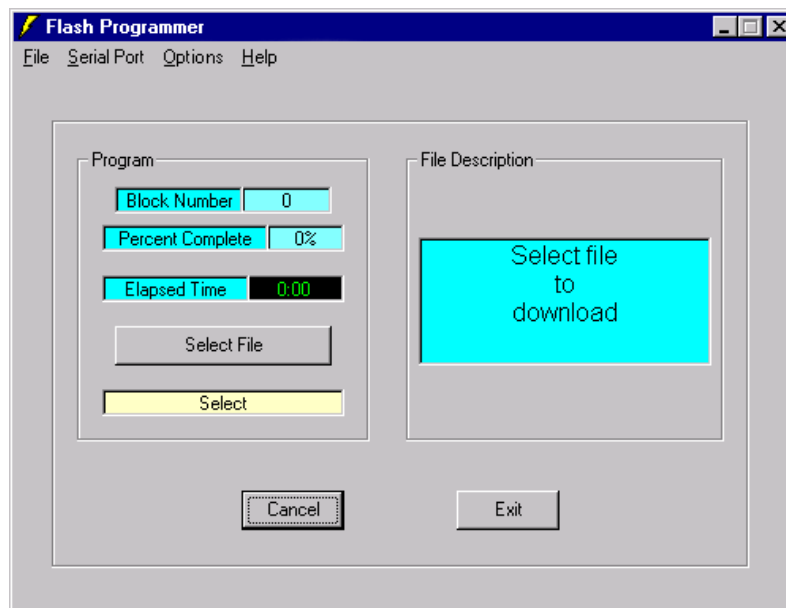 Flash Programmer
File Serial Port Options Help
Program
Block Number 0
Percent Complete 0%
Elapsed Time 0:00
Select File
Select
File Description
Select file
to
download
Cancel Exit